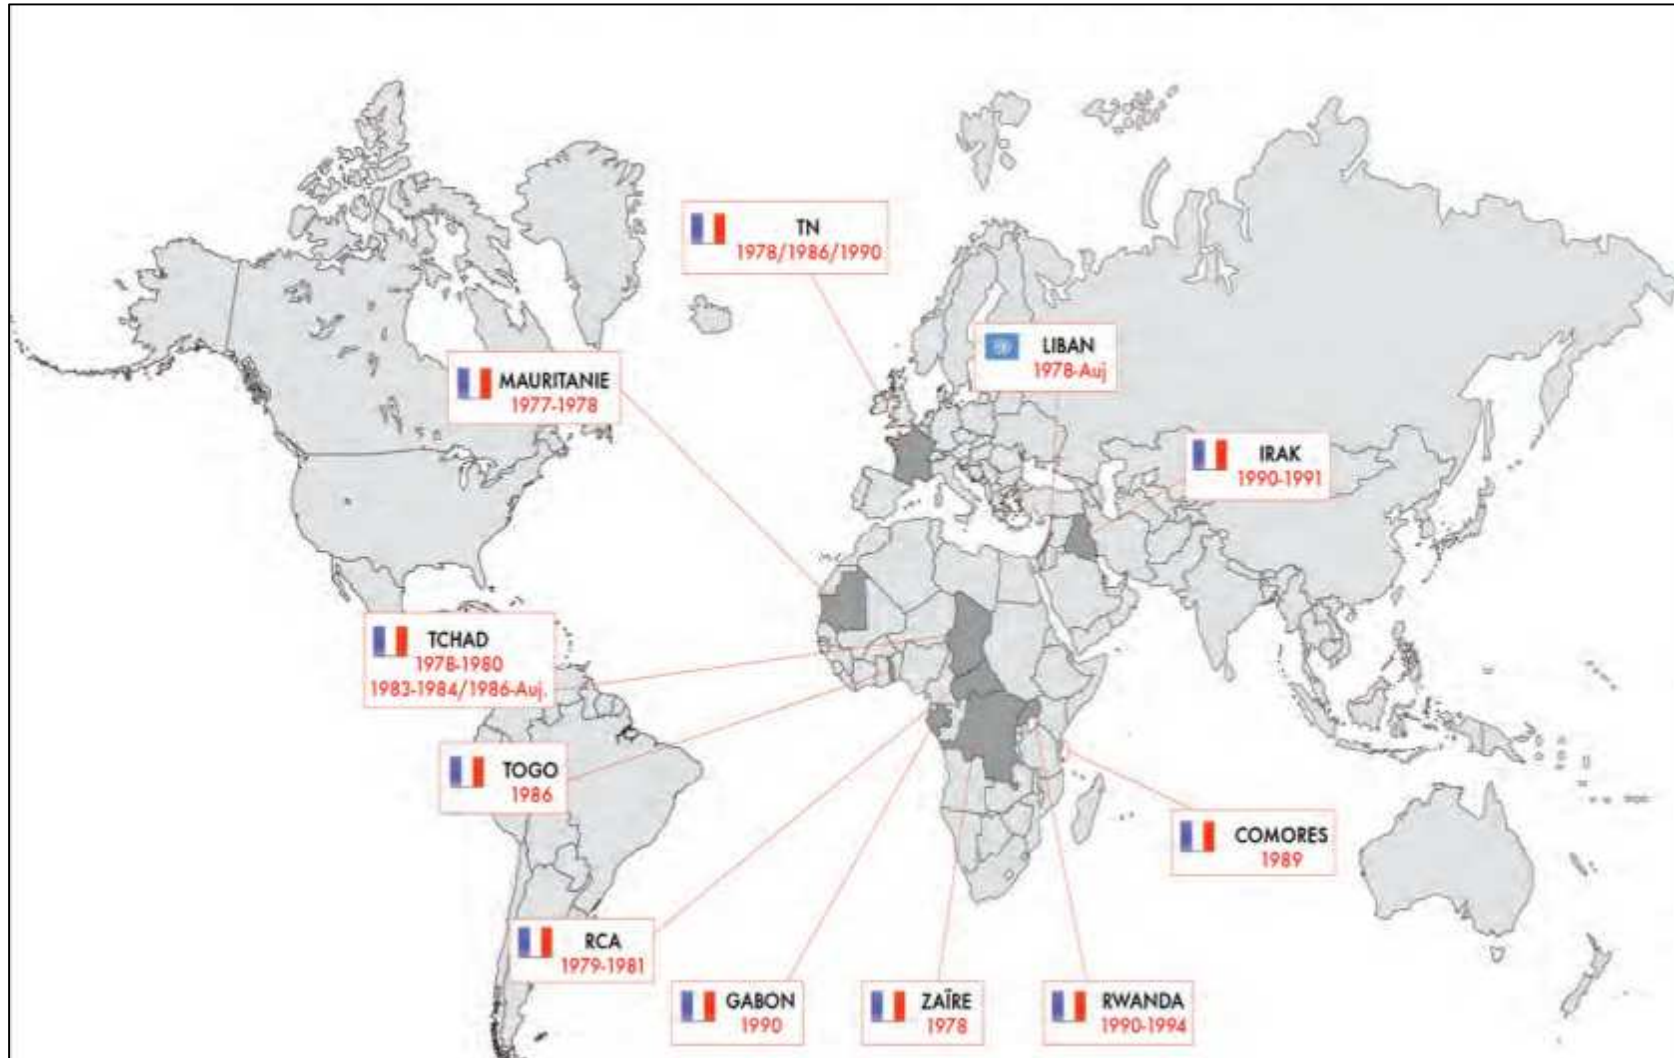 TN
1978/1986/1990
LIBAN
1978-Auj
MAURITANIE
1977-1978
IRAK
1990-1991
TCHAD
1978-1980
1983-1984/1986-Auj.
TOGO
1986
COMORES
1989
RCA
1979-1981
GABON
1990
ZAÏRE
1978
RWANDA
1990-1994